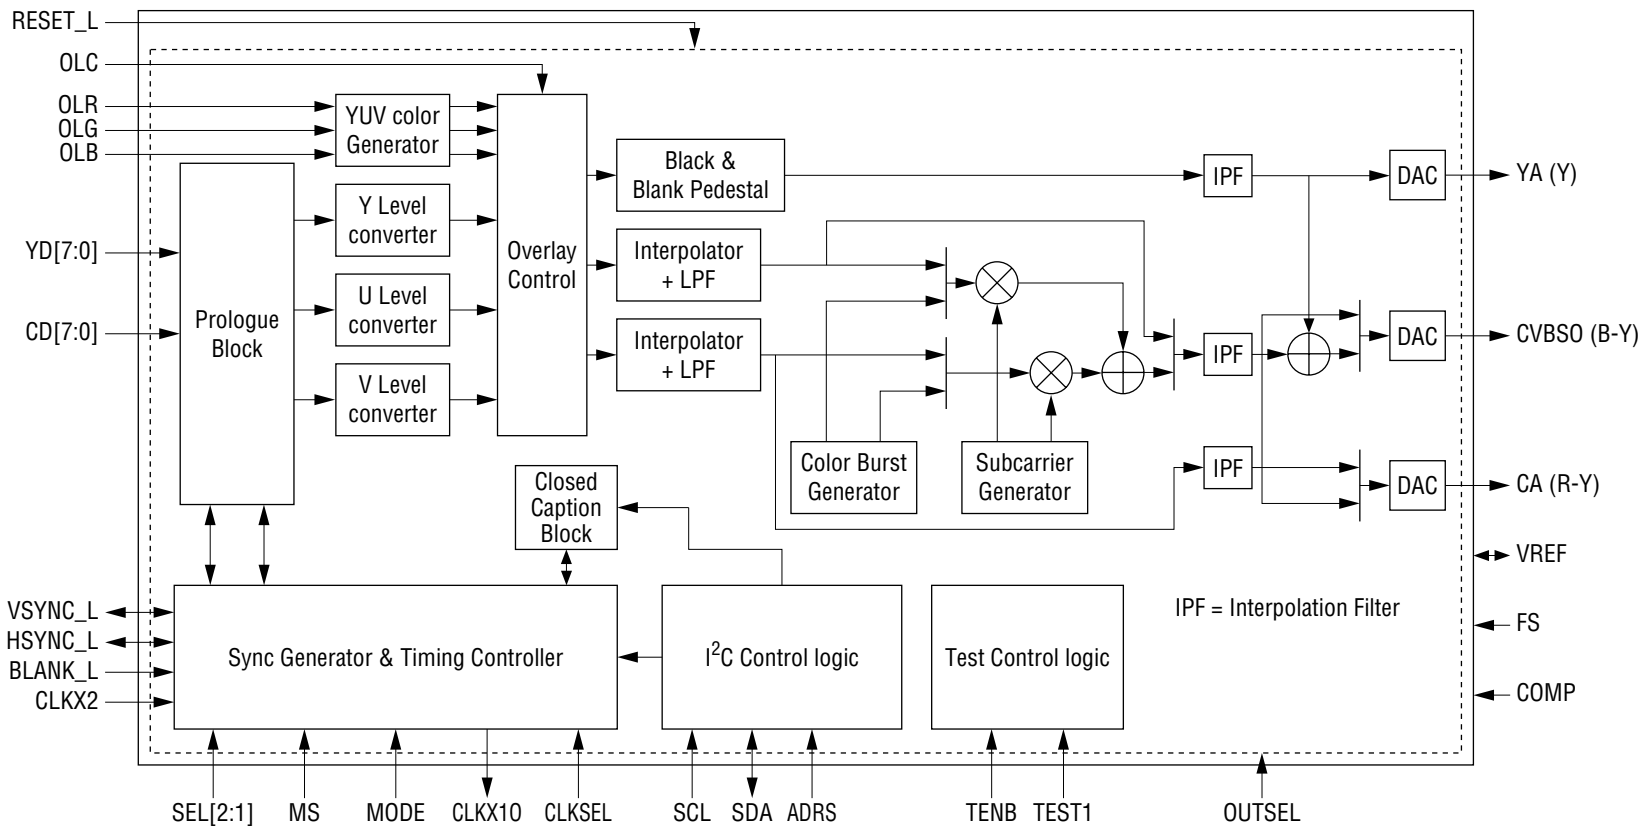 RESET_L
OLC
OLR
OLG
OLB
YD[7:0]
CD[7:0]
VSYNC_L
HSYNC_L
BLANK_L
CLKX2
YUV color
Generator
Y Level
converter
U Level
converter
V Level
converter
Prologue
Block
Overlay
Control
Black &
Blank Pedestal
Interpolator
+ LPF
Interpolator
+ LPF
Color Burst
Generator
Subcarrier
Generator
IPF
IPF
IPF
DAC
DAC
DAC
YA (Y)
CVBSO (B-Y)
CA (R-Y)
VREF
FS
COMP
Closed
Caption
Block
Sync Generator & Timing Controller
I²C Control logic
Test Control logic
IPF = Interpolation Filter
SEL[2:1]
MS
MODE
CLKX10
CLKSEL
SCL
SDA
ADRS
TENB
TEST1
OUTSEL